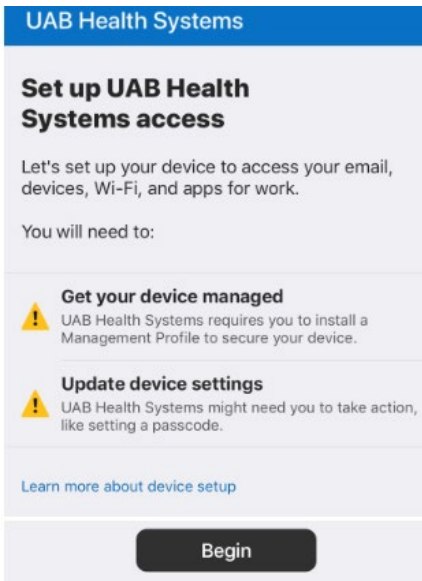 UAB Health Systems
Set up UAB Health
Systems access
Let's set up your device to access your email,
devices, Wi-Fi, and apps for work.
You will need to:
Get your device managed
UAB Health Systems requires you to install a
Management Profile to secure your device.
Update device settings
UAB Health Systems might need you to take action,
like setting a passcode.
Learn more about device setup
Begin